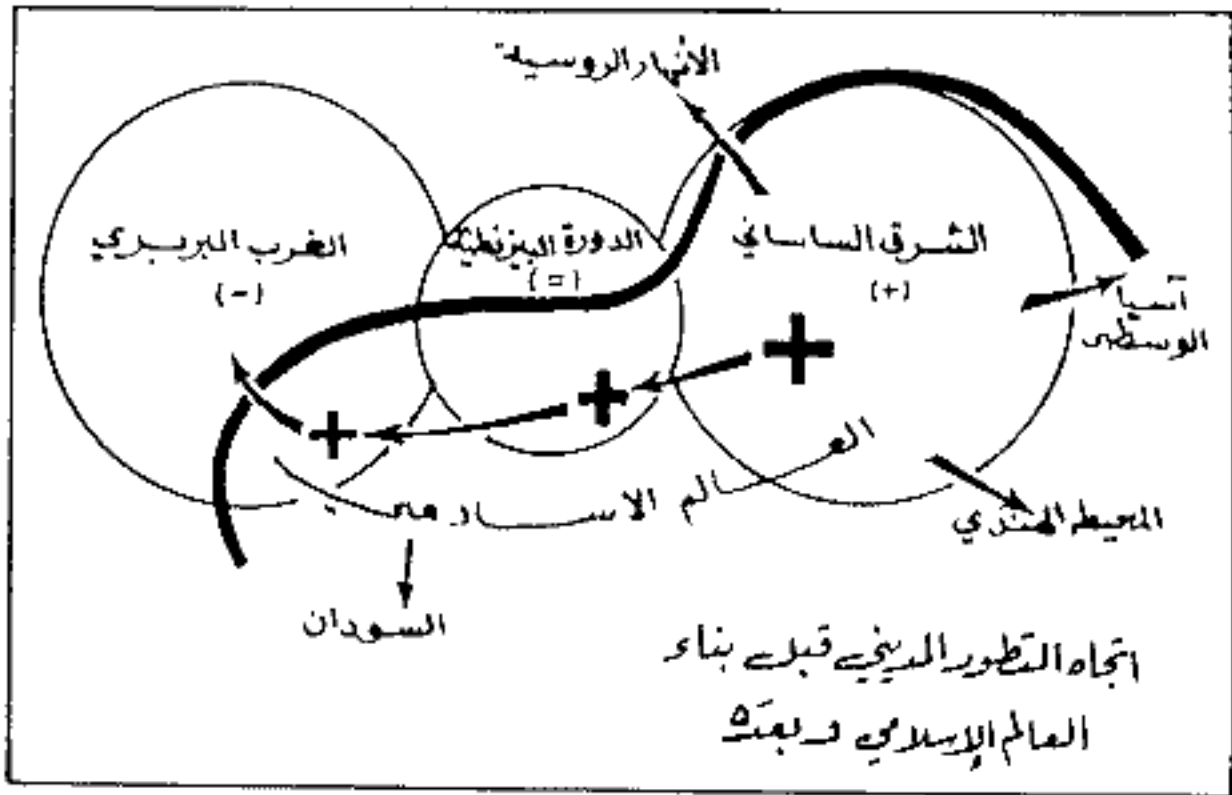 الأنهار الروسية
الغرب البربري
(-)
الدورة البيزنطية
(=)
الشرق الساساني
(+)
آسيا
الوسطى
العالم الاسلامي
المحيط الهندي
السودان
اتجاه التطور المديني قبل بناء
العالم الإسلامي وبعده